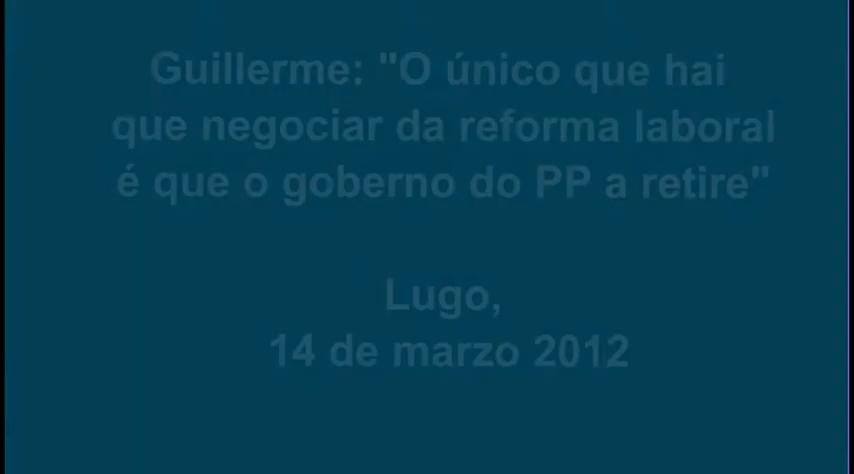 Guillerme: "O único que hai
que negociar da reforma laboral
é que o goberno do PP a retire"
Lugo,
14 de marzo 2012